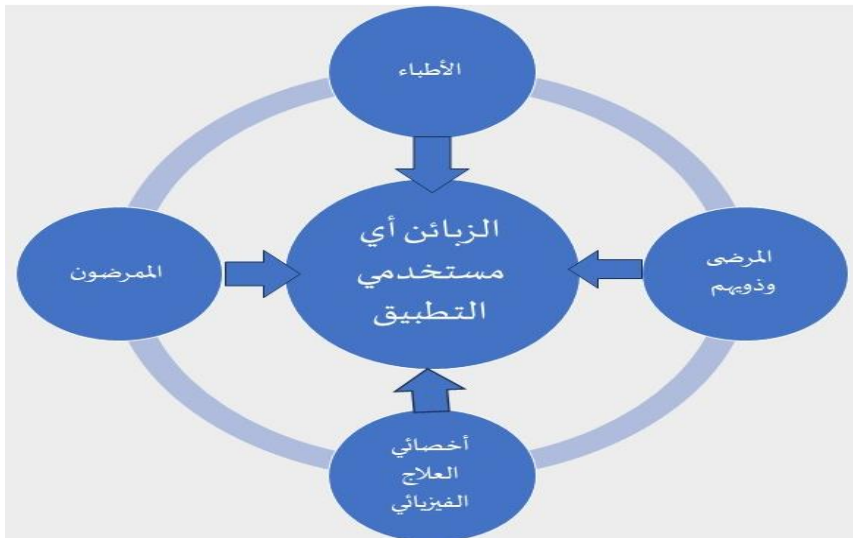 الأطباء
الزبائن أي
مستخدمي
التطبيق
المرضى
وذويهم
الممرضون
أخصائي
العلاج
الفيزيائي